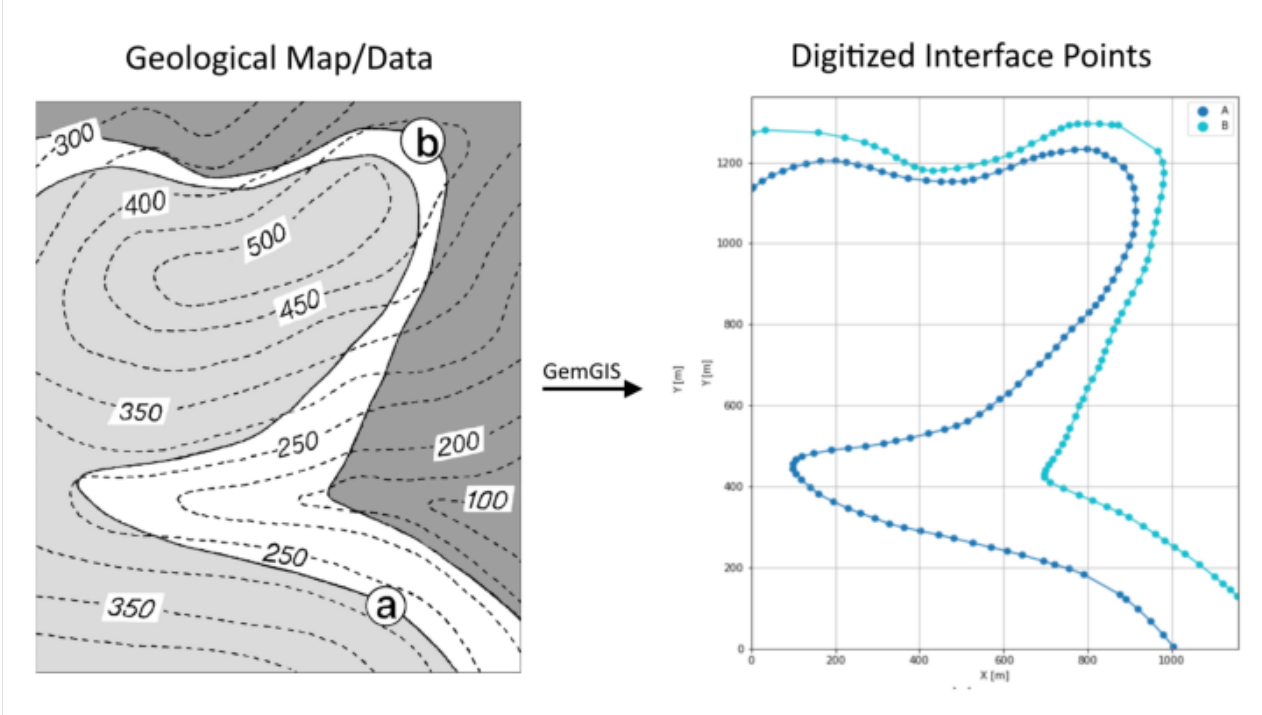 Geological Map/Data
300
b
400
500
450
350
250
200
100
250
350
a
GemGIS
Digitized Interface Points
A
B
1200
1000
800
600
400
200
0
Y [m]
Y [m]
0 200 400 600 800 1000
X [m]